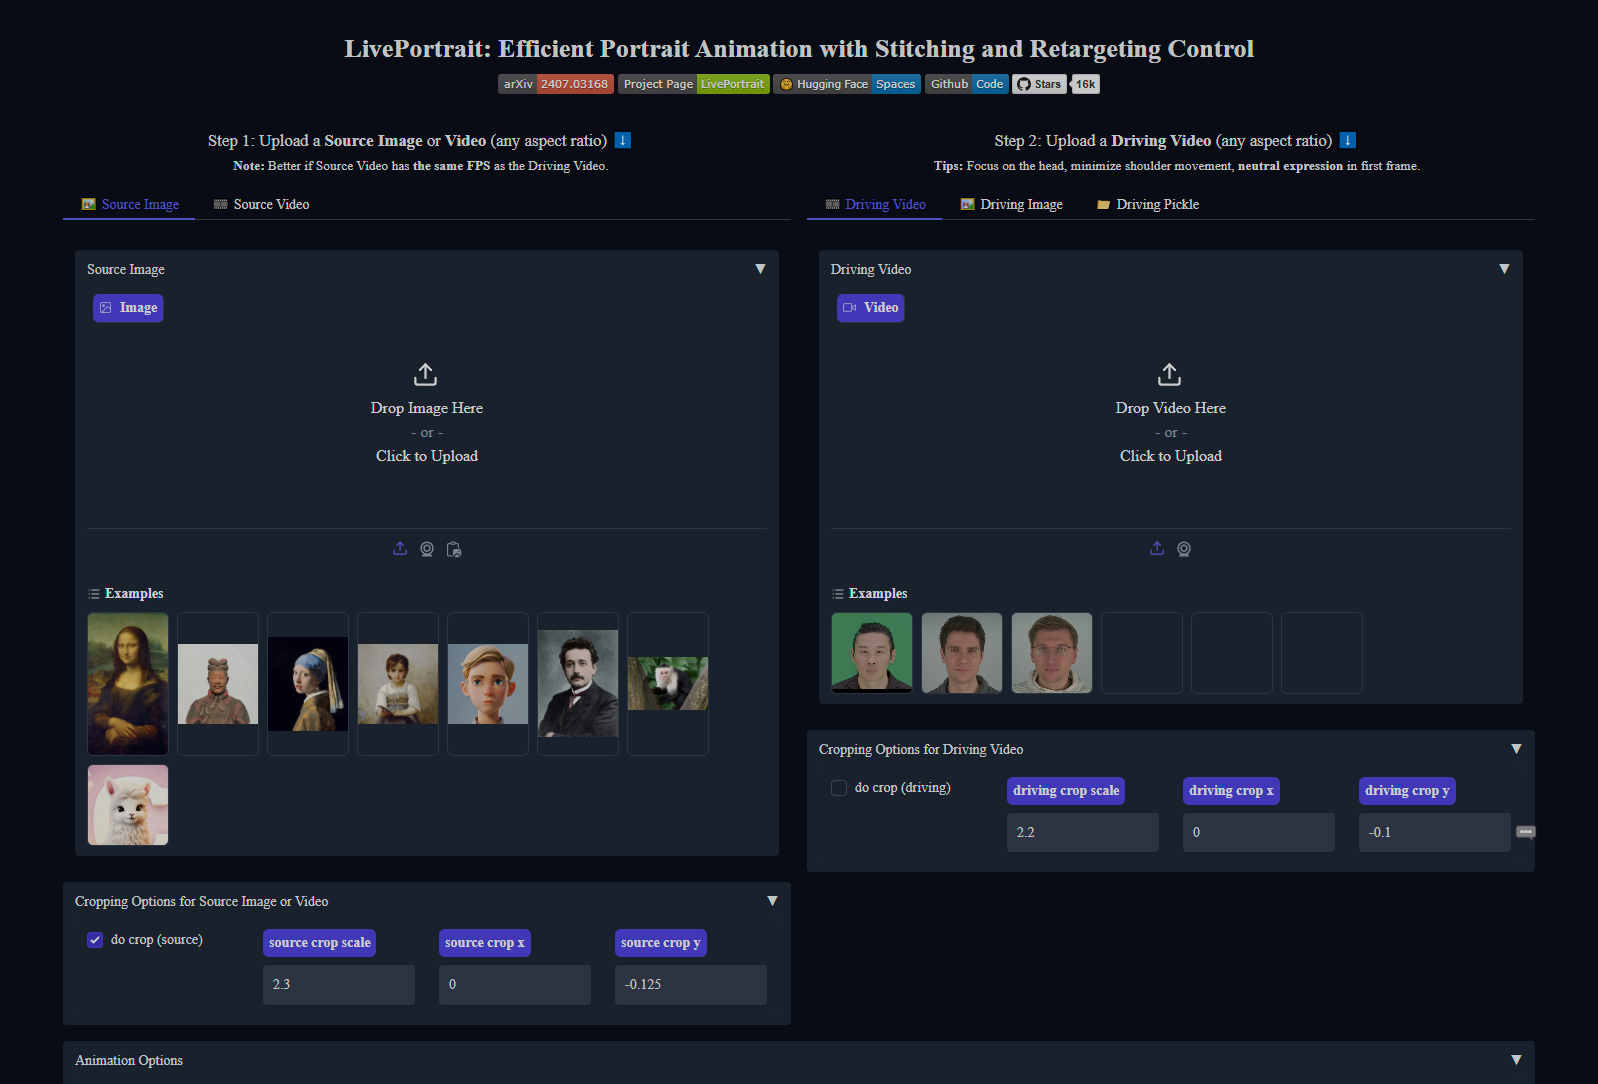 LivePortrait: Efficient Portrait Animation with Stitching and Retargeting Control
arXiv 2407.03168 Project Page LivePortrait Hugging Face Spaces Github Code Stars 16k
Step 1: Upload a Source Image or Video (any aspect ratio)
Note: Better if Source Video has the same FPS as the Driving Video.
Source Image Source Video
Source Image
Image
Drop Image Here
- or -
Click to Upload
Examples
Cropping Options for Source Image or Video
do crop (source) source crop scale source crop x source crop y
2.3 0 -0.125
Step 2: Upload a Driving Video (any aspect ratio)
Tips: Focus on the head, minimize shoulder movement, neutral expression in first frame.
Driving Video Driving Image Driving Pickle
Driving Video
Video
Drop Video Here
- or -
Click to Upload
Examples
Cropping Options for Driving Video
do crop (driving) driving crop scale driving crop x driving crop y
2.2 0 -0.1
Animation Options